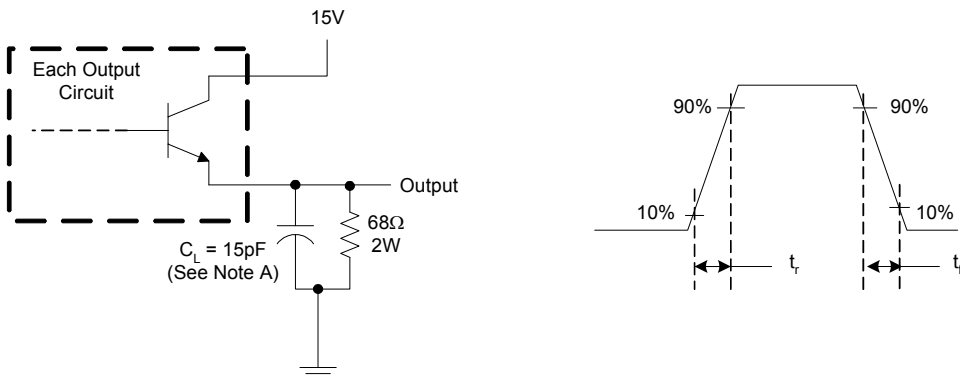 15V
Each Output
Circuit
Output
68Ω
2W
C_L = 15pF
(See Note A)
90%
90%
10%
10%
t_r
t_f